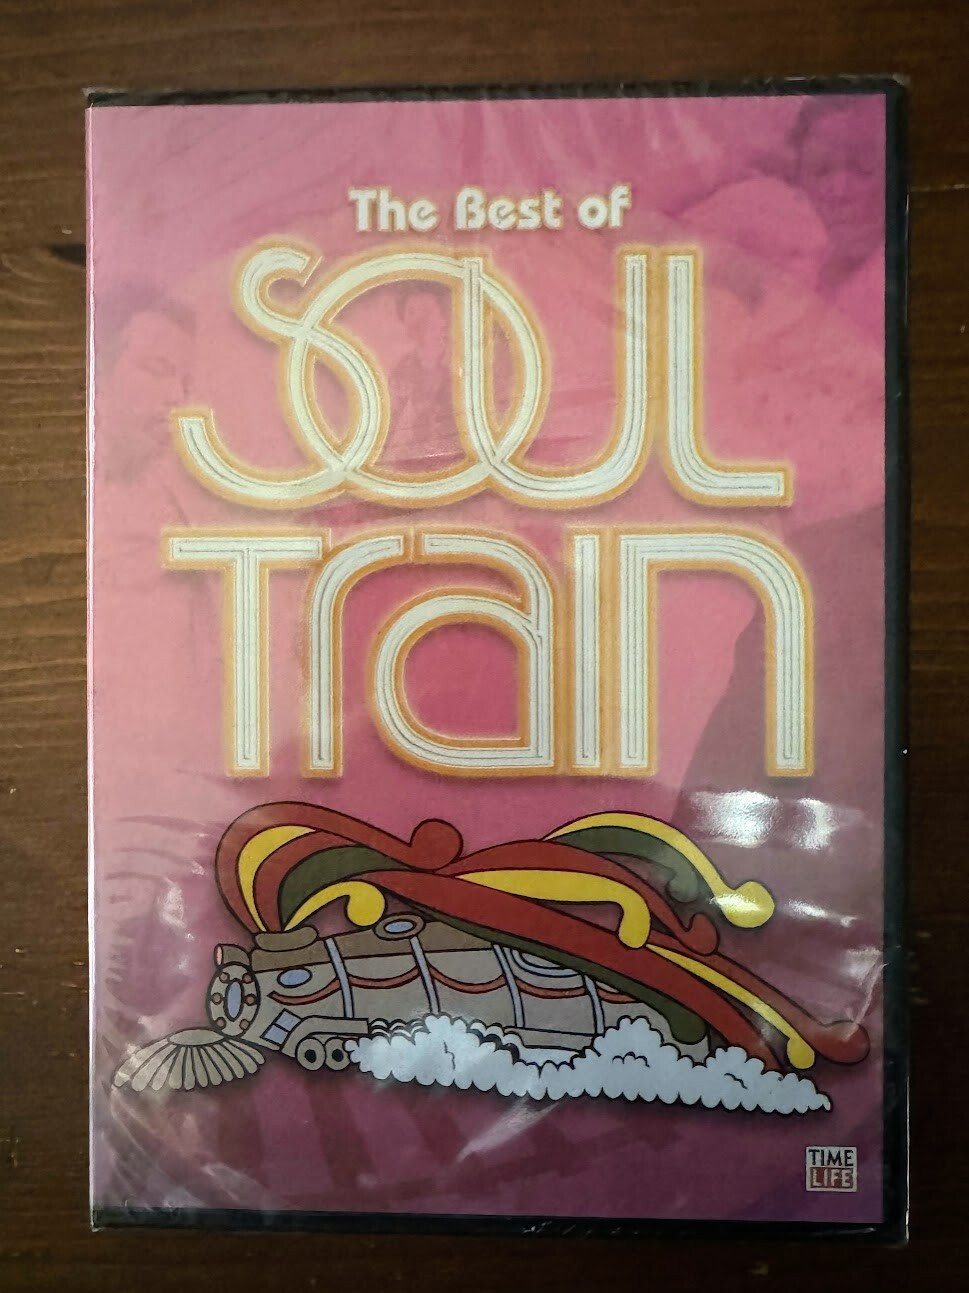 The Best of
Soul
Train
TIME
LIFE